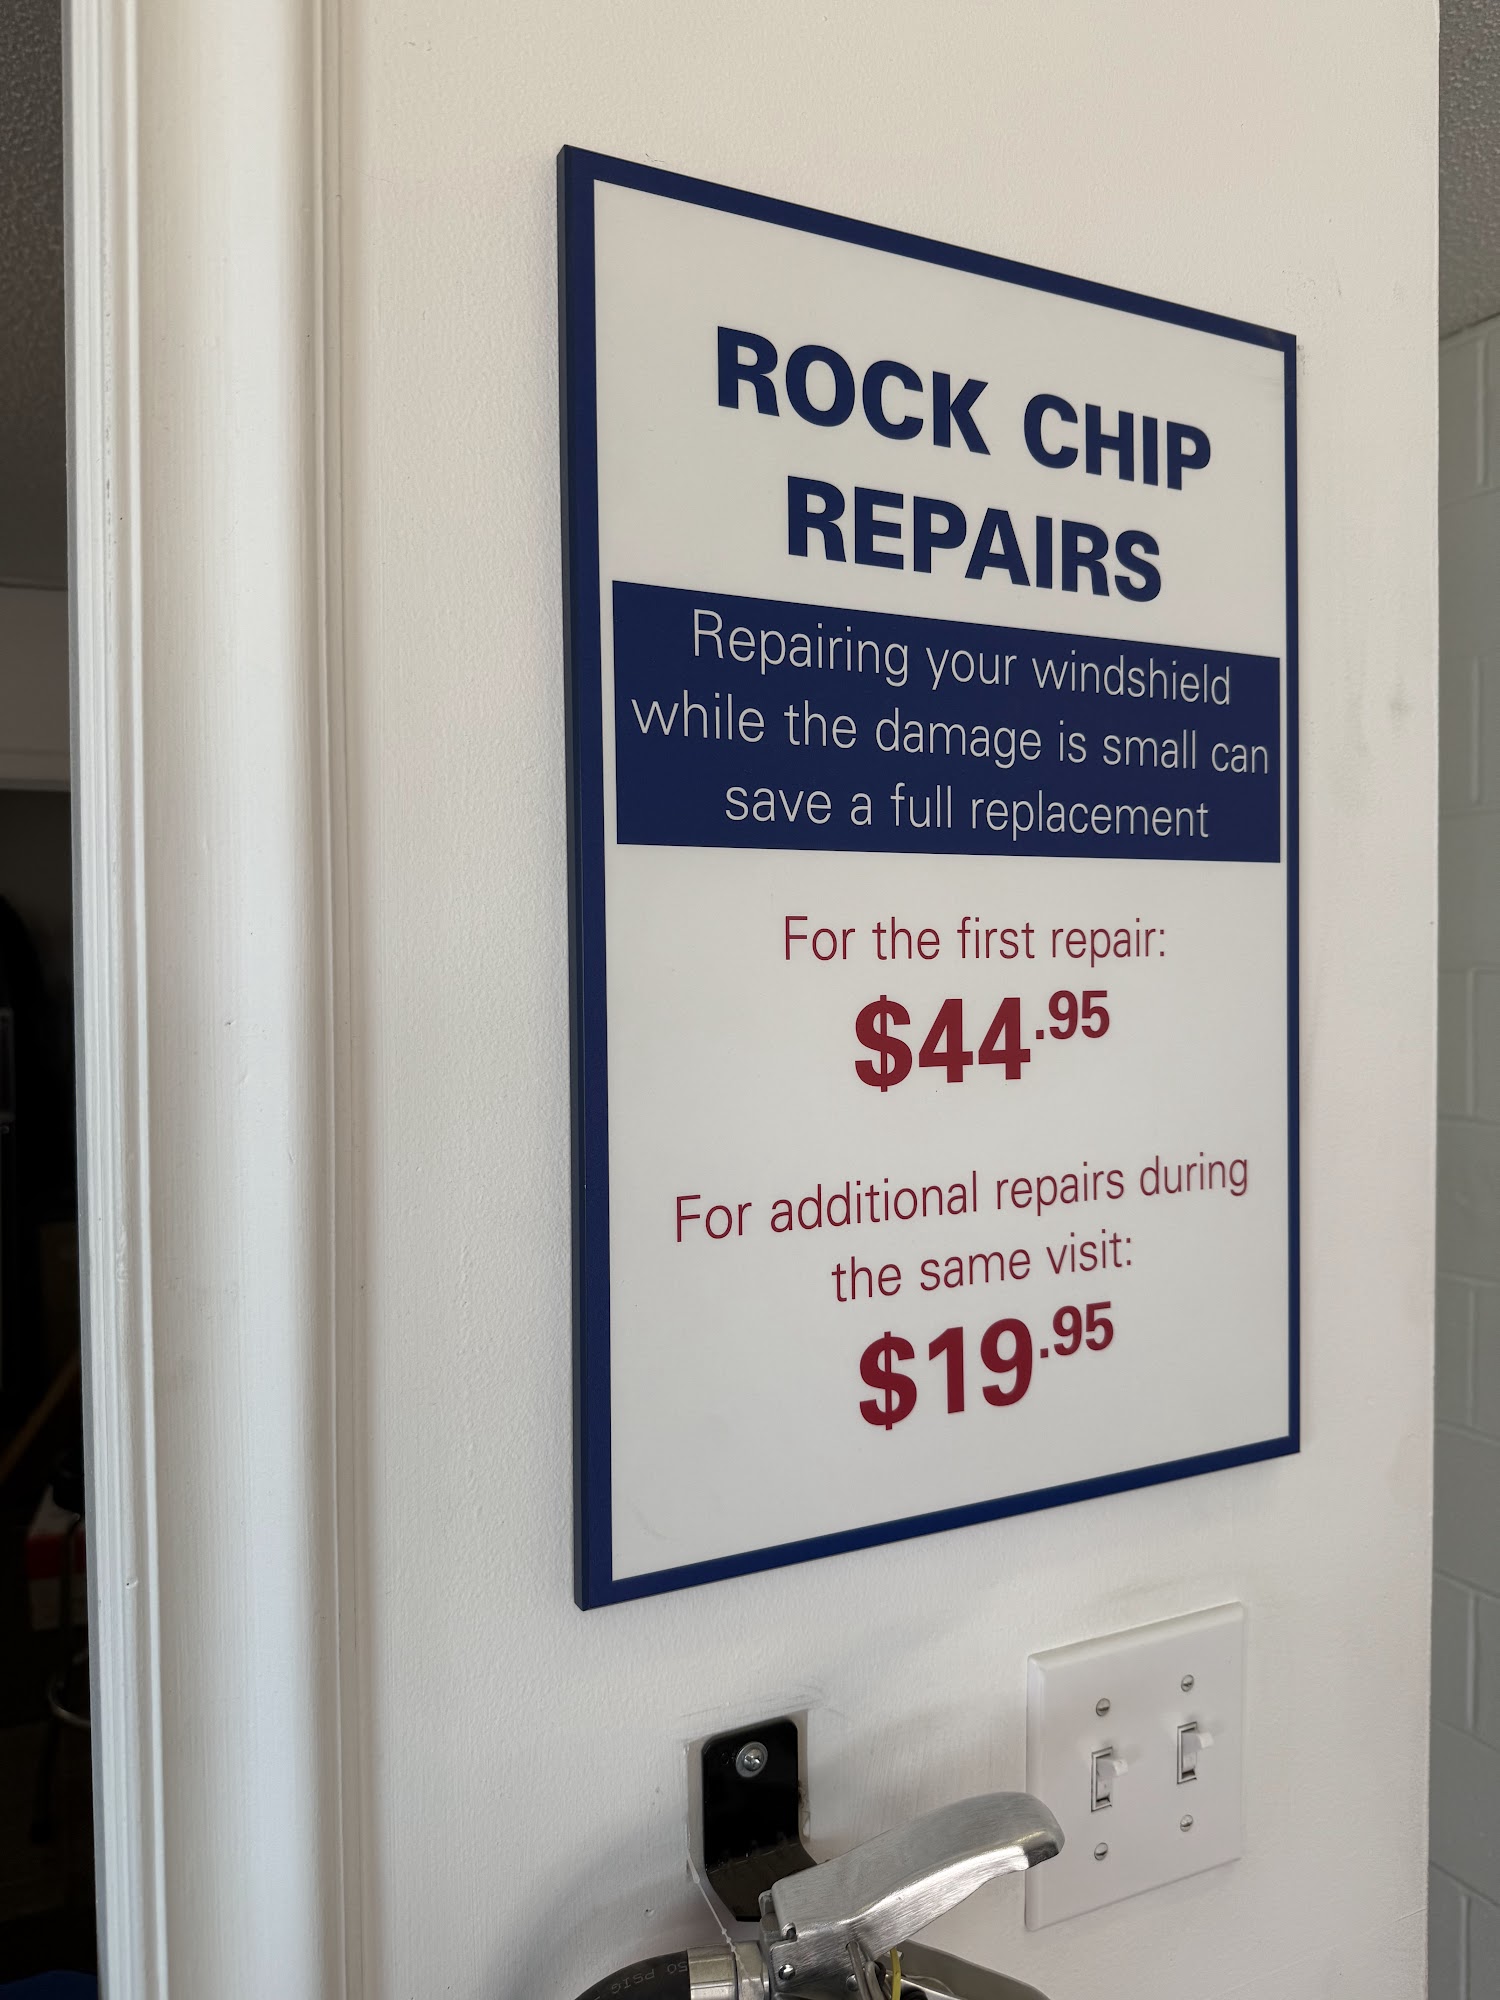 ROCK CHIP
REPAIRS
Repairing your windshield
while the damage is small can
save a full replacement
For the first repair:
$44.95
For additional repairs during
the same visit:
$19.95
PSIG